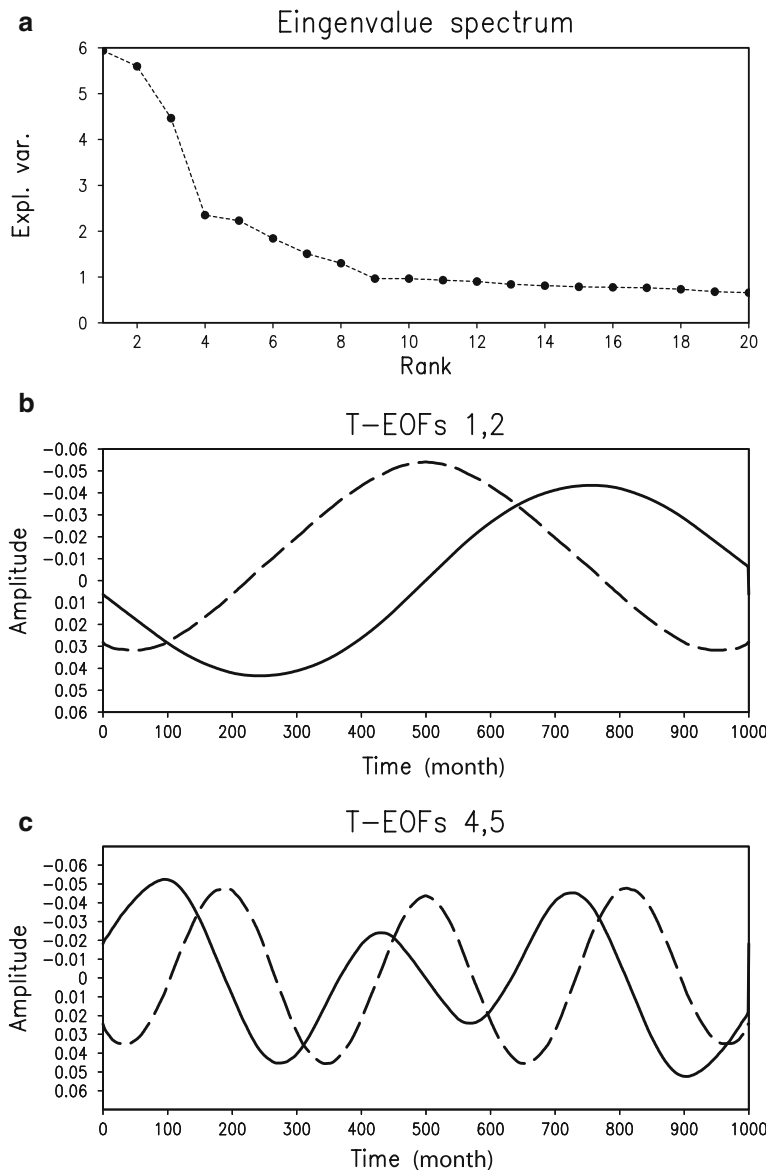 a
Eingenvalue spectrum
6
5
4
3
2
1
0
Expl. var.
2 4 6 8 10 12 14 16 18 20
Rank
b
T-EOFs 1,2
-0.06
-0.05
-0.04
-0.03
-0.02
-0.01
0
0.01
0.02
0.03
0.04
0.05
0.06
Amplitude
0 100 200 300 400 500 600 700 800 900 1000
Time (month)
c
T-EOFs 4,5
-0.06
-0.05
-0.04
-0.03
-0.02
-0.01
0
0.01
0.02
0.03
0.04
0.05
0.06
Amplitude
0 100 200 300 400 500 600 700 800 900 1000
Time (month)